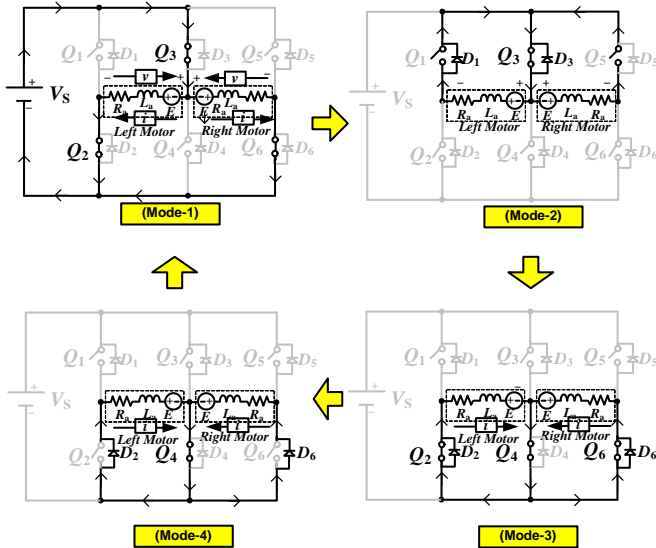 Q1 D1 Q3 D3 Q5 D5
VS
v v
Ra La E E Ra La
i i
Left Motor Right Motor
Q2 D2 Q4 D4 Q6 D6
(Mode-1)
Q1 D1 Q3 D3 Q5 D5
VS
Ra La E E La Ra
Left Motor Right Motor
Q2 D2 Q4 D4 Q6 D6
(Mode-2)
Q1 D1 Q3 D3 Q5 D5
VS
Ra La E E La Ra
i i
Left Motor Right Motor
Q2 D2 Q4 D4 Q6 D6
(Mode-4)
Q1 D1 Q3 D3 Q5 D5
VS
Ra La E E La Ra
i i
Left Motor Right Motor
Q2 D2 Q4 D4 Q6 D6
(Mode-3)